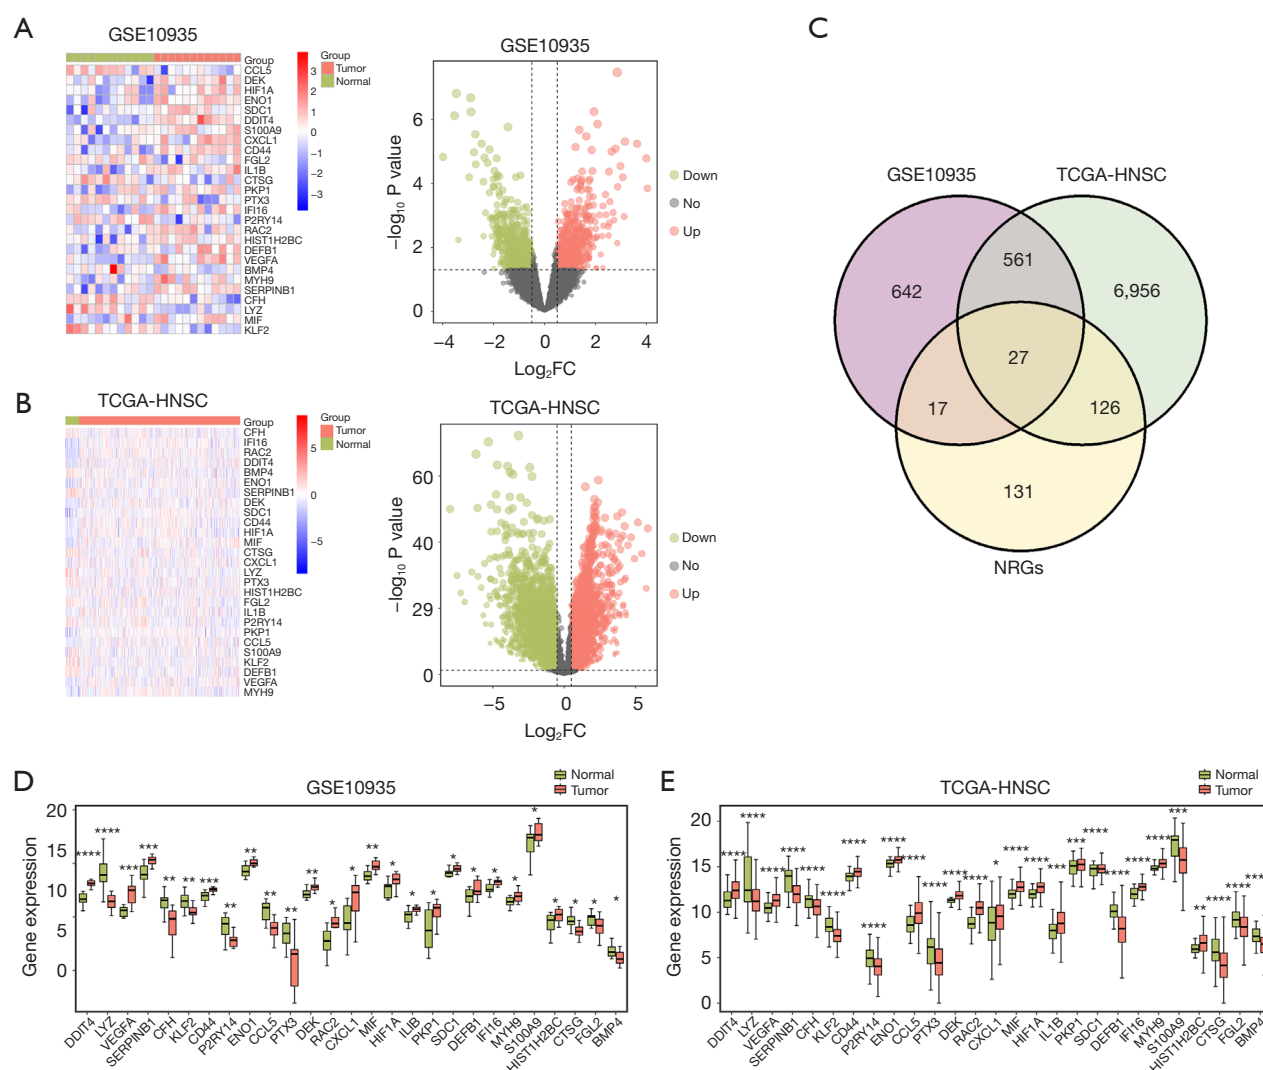 A
GSE10935
Group
CCL5
DEK
HIF1A
ENO1
SDC1
DDIT4
S100A9
CXCL1
CD44
FGL2
IL1B
CTSG
PKP1
PTX3
IFI16
P2RY14
RAC2
HIST1H2BC
DEFB1
VEGFA
BMP4
MYH9
SERPINB1
CFH
LYZ
MIF
KLF2
3
2
1
0
−1
−2
−3
Group
Tumor
Normal
GSE10935
−log10 P value
6
4
2
0
−4 −2 0 2 4
Log2FC
Down
No
Up
B
TCGA-HNSC
Group
CFH
IFI16
RAC2
DDIT4
BMP4
ENO1
SERPINB1
DEK
SDC1
CD44
HIF1A
MIF
CTSG
CXCL1
LYZ
PTX3
HIST1H2BC
FGL2
IL1B
P2RY14
PKP1
CCL5
S100A9
KLF2
DEFB1
VEGFA
MYH9
5
0
−5
Group
Tumor
Normal
TCGA-HNSC
−log10 P value
60
40
29
0
−5 0 5
Log2FC
Down
No
Up
C
GSE10935 TCGA-HNSC
561
642 6,956
27
17 126
131
NRGs
D
GSE10935
Normal
Tumor
Gene expression
20
15
10
5
0
**** **** *** *** ** ** *** ** ** ** ** ** * * ** * * * * * * * * * * * *
DDIT4 LYZ VEGFA SERPINB1 CFH KLF2 CD44 P2RY14 ENO1 CCL5 PTX3 DEK RAC2 CXCL1 MIF HIF1A ILIB PKP1 SDC1 DEFB1 IFI16 MYH9 S100A9 HIST1H2BC CTSG FGL2 BMP4
E
TCGA-HNSC
Normal
Tumor
Gene expression
20
15
10
5
0
**** **** **** **** **** **** **** **** **** **** **** **** **** * **** **** **** *** **** **** **** **** *** ** **** **** ****
DDIT4 LYZ VEGFA SERPINB1 CFH KLF2 CD44 P2RY14 ENO1 CCL5 PTX3 DEK RAC2 CXCL1 MIF HIF1A IL1B PKP1 SDC1 DEFB1 IFI16 MYH9 S100A9 HIST1H2BC CTSG FGL2 BMP4